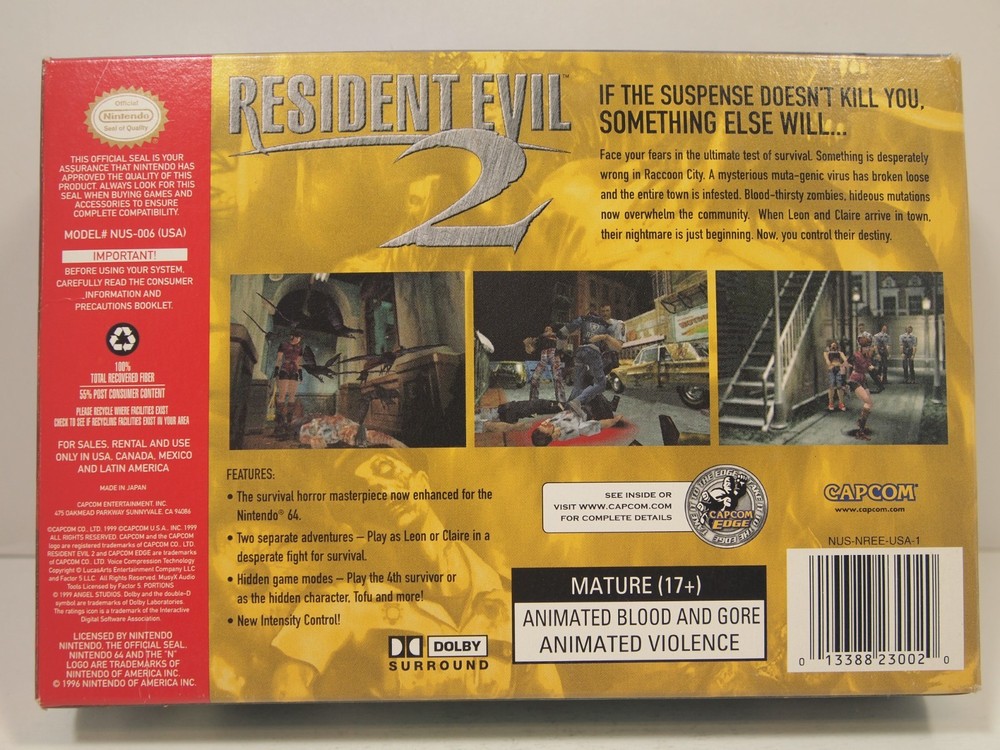 Official
Nintendo
Seal of Quality
THIS OFFICIAL SEAL IS YOUR
ASSURANCE THAT NINTENDO HAS
APPROVED THE QUALITY OF THIS
PRODUCT. ALWAYS LOOK FOR THIS
SEAL WHEN BUYING GAMES AND
ACCESSORIES TO ENSURE
COMPLETE COMPATIBILITY.
MODEL# NUS-006 (USA)
IMPORTANT!
BEFORE USING YOUR SYSTEM,
CAREFULLY READ THE CONSUMER
INFORMATION AND
PRECAUTIONS BOOKLET.
100%
TOTAL RECOVERED FIBER
55% POST CONSUMER CONTENT
PLEASE RECYCLE WHERE FACILITIES EXIST
CHECK TO SEE IF RECYCLING FACILITIES EXIST IN YOUR AREA
FOR SALES, RENTAL AND USE
ONLY IN USA, CANADA, MEXICO
AND LATIN AMERICA
MADE IN JAPAN
CAPCOM ENTERTAINMENT, INC.
475 OAKMEAD PARKWAY SUNNYVALE, CA 94086
©CAPCOM CO., LTD. 1999 ©CAPCOM U.S.A., INC. 1999
ALL RIGHTS RESERVED. CAPCOM and the CAPCOM
logo are registered trademarks of CAPCOM CO., LTD.
RESIDENT EVIL 2 and CAPCOM EDGE are trademarks
of CAPCOM CO., LTD. Voice Compression Technology
Copyright © LucasArts Entertainment Company LLC
and Factor 5 LLC. All Rights Reserved. MusyX Audio
Tools Licensed by Factor 5. PORTIONS
© 1999 ANGEL STUDIOS. Dolby and the double-D
symbol are trademarks of Dolby Laboratories.
The ratings icon is a trademark of the Interactive
Digital Software Association.
LICENSED BY NINTENDO
NINTENDO, THE OFFICIAL SEAL,
NINTENDO 64 AND THE "N"
LOGO ARE TRADEMARKS OF
NINTENDO OF AMERICA INC.
© 1996 NINTENDO OF AMERICA INC.
RESIDENT EVIL™
2
IF THE SUSPENSE DOESN'T KILL YOU,
SOMETHING ELSE WILL...
Face your fears in the ultimate test of survival. Something is desperately
wrong in Raccoon City. A mysterious muta-genic virus has broken loose
and the entire town is infested. Blood-thirsty zombies, hideous mutations
now overwhelm the community. When Leon and Claire arrive in town,
their nightmare is just beginning. Now, you control their destiny.
FEATURES:
• The survival horror masterpiece now enhanced for the
Nintendo® 64.
• Two separate adventures – Play as Leon or Claire in a
desperate fight for survival.
• Hidden game modes – Play the 4th survivor or
as the hidden character, Tofu and more!
• New Intensity Control!
DOLBY
SURROUND
SEE INSIDE OR
VISIT WWW.CAPCOM.COM
FOR COMPLETE DETAILS
CAPCOM
EDGE
CAPCOM®
www.capcom.com
MATURE (17+)
ANIMATED BLOOD AND GORE
ANIMATED VIOLENCE
NUS-NREE-USA-1
0 13388 23002 0